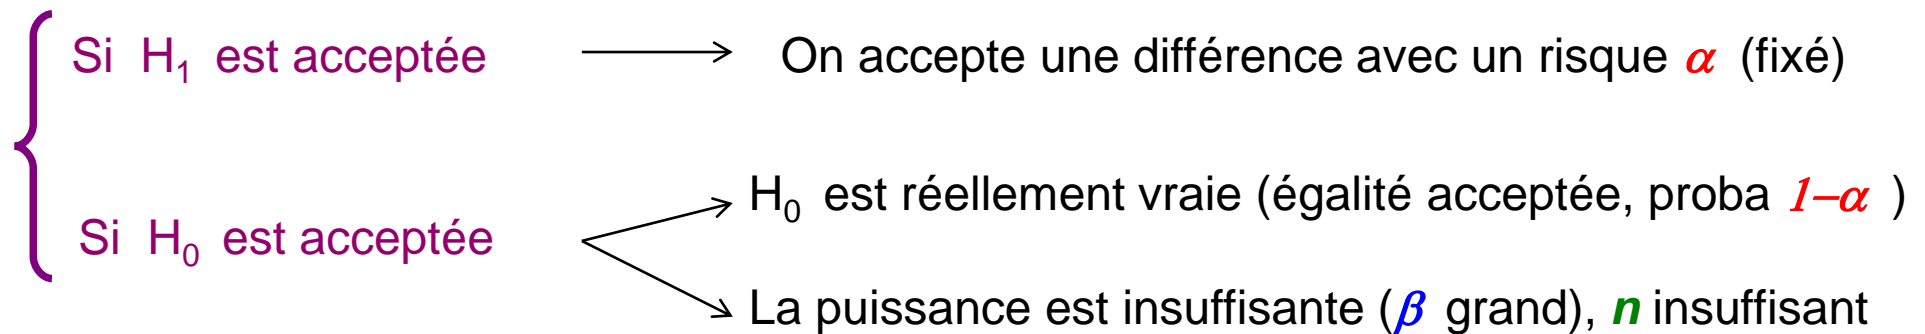 Si H₁ est acceptée → On accepte une différence avec un risque α (fixé)
H₀ est réellement vraie (égalité acceptée, proba 1–α )
Si H₀ est acceptée
La puissance est insuffisante (β grand), n insuffisant